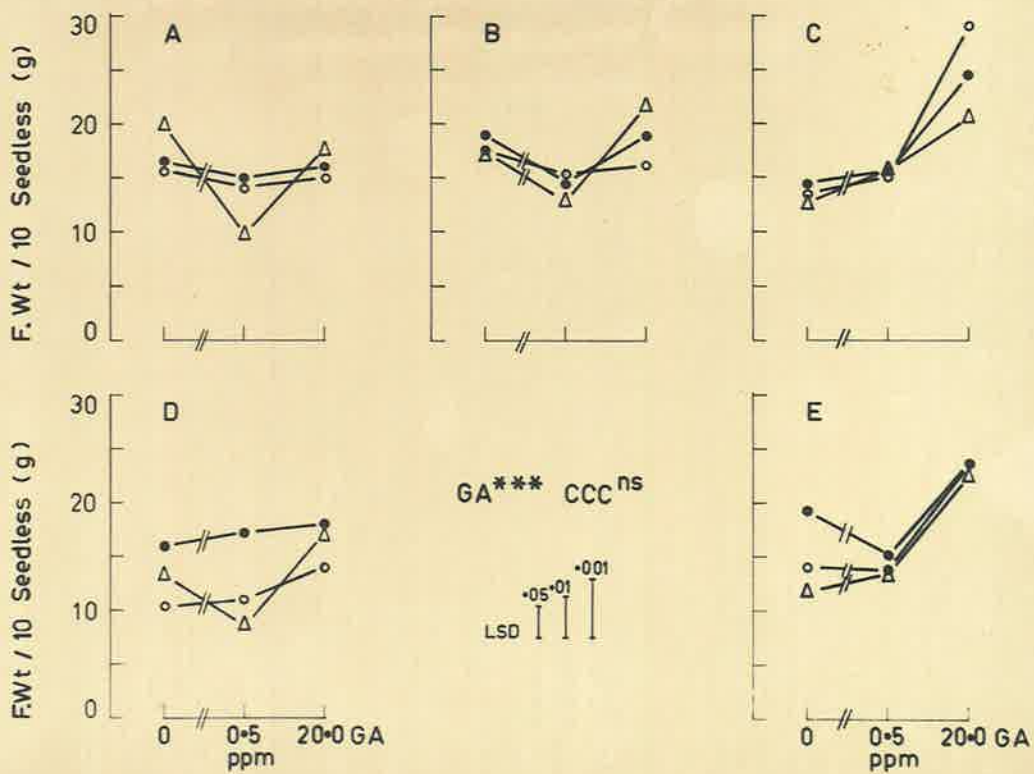 F.Wt / 10 Seedless (g)
30
20
10
0
A
B
C
F.Wt / 10 Seedless (g)
30
20
10
0
D
GA*** CCC ns
·05 ·01 ·001
LSD
E
0 0·5 20·0 GA
ppm
0 0·5 20·0 GA
ppm